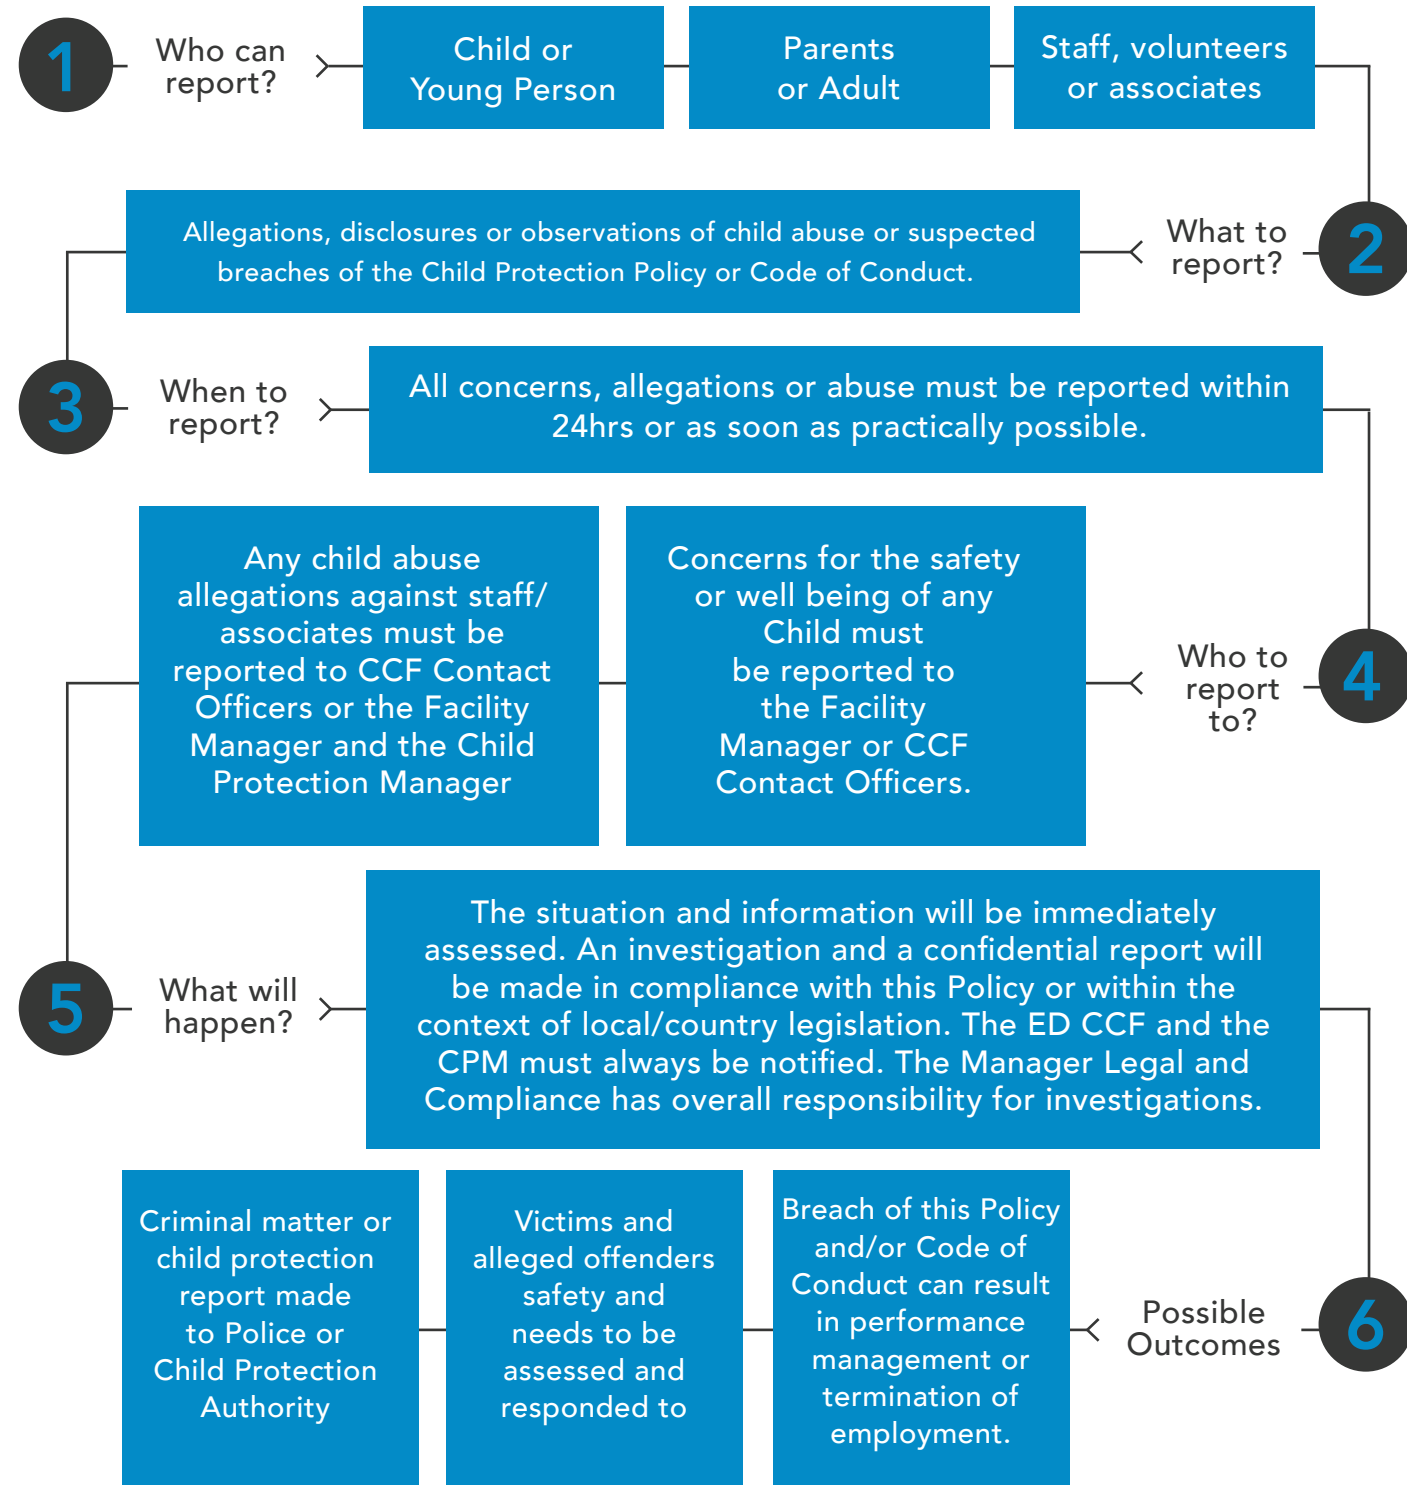 1
Who can
report?
Child or
Young Person
Parents
or Adult
Staff, volunteers
or associates
2
What to
report?
Allegations, disclosures or observations of child abuse or suspected
breaches of the Child Protection Policy or Code of Conduct.
3
When to
report?
All concerns, allegations or abuse must be reported within
24hrs or as soon as practically possible.
4
Who to
report
to?
Concerns for the safety
or well being of any
Child must
be reported to
the Facility
Manager or CCF
Contact Officers.
Any child abuse
allegations against staff/
associates must be
reported to CCF Contact
Officers or the Facility
Manager and the Child
Protection Manager
5
What will
happen?
The situation and information will be immediately
assessed. An investigation and a confidential report will
be made in compliance with this Policy or within the
context of local/country legislation. The ED CCF and the
CPM must always be notified. The Manager Legal and
Compliance has overall responsibility for investigations.
6
Possible
Outcomes
Breach of this Policy
and/or Code of
Conduct can result
in performance
management or
termination of
employment.
Victims and
alleged offenders
safety and
needs to be
assessed and
responded to
Criminal matter or
child protection
report made
to Police or
Child Protection
Authority